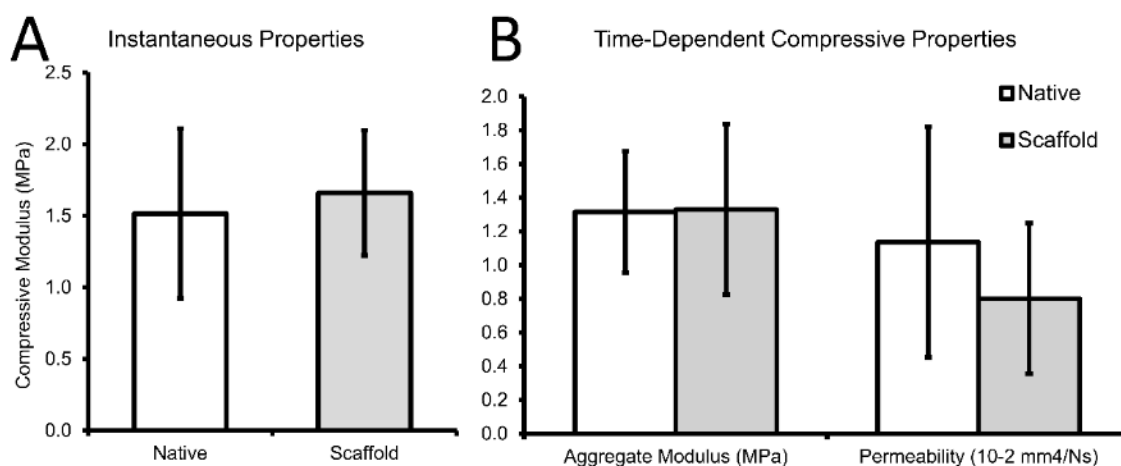 A
Instantaneous Properties
Compressive Modulus (MPa)
2.5
2.0
1.5
1.0
0.5
0.0
Native
Scaffold
B
Time-Dependent Compressive Properties
Native
Scaffold
2.0
1.8
1.6
1.4
1.2
1.0
0.8
0.6
0.4
0.2
0.0
Aggregate Modulus (MPa)
Permeability (10-2 mm4/Ns)